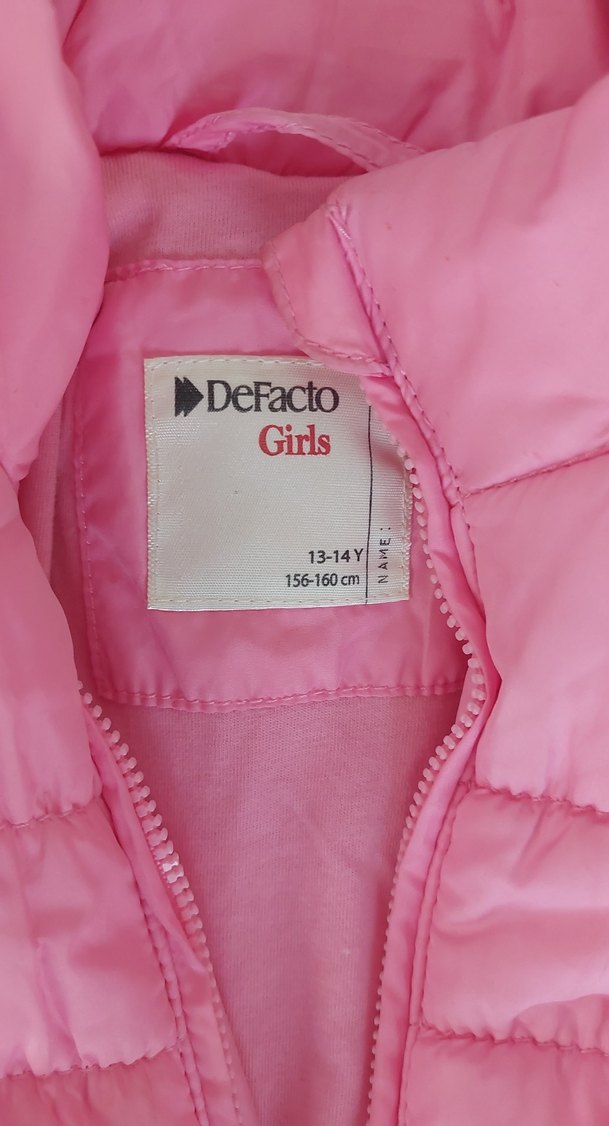 DeFacto
Girls
13-14 Y
156-160 cm
NAME: